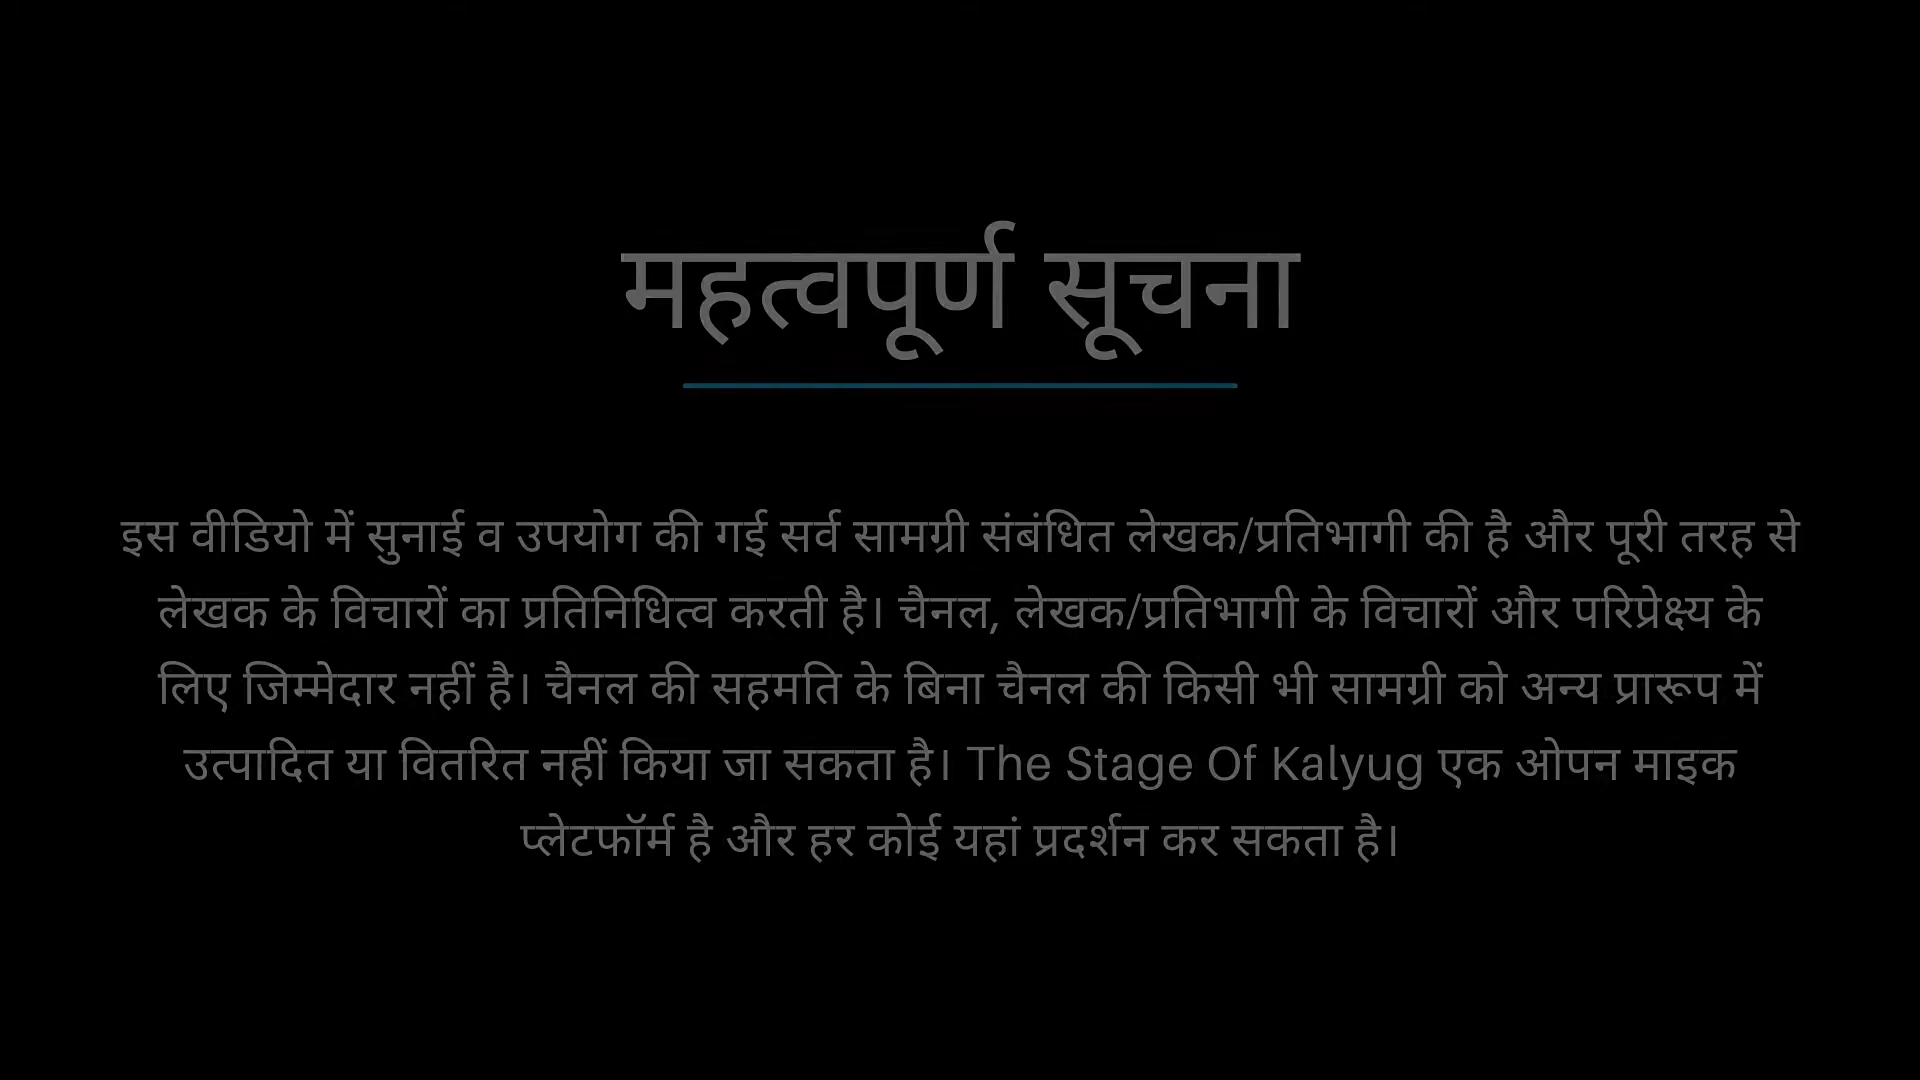 महत्वपूर्ण सूचना
इस वीडियो में सुनाई व उपयोग की गई सर्व सामग्री संबंधित लेखक/प्रतिभागी की है और पूरी तरह से
लेखक के विचारों का प्रतिनिधित्व करती है। चैनल, लेखक/प्रतिभागी के विचारों और परिप्रेक्ष्य के
लिए जिम्मेदार नहीं है। चैनल की सहमति के बिना चैनल की किसी भी सामग्री को अन्य प्रारूप में
उत्पादित या वितरित नहीं किया जा सकता है। The Stage Of Kalyug एक ओपन माइक
प्लेटफॉर्म है और हर कोई यहां प्रदर्शन कर सकता है।